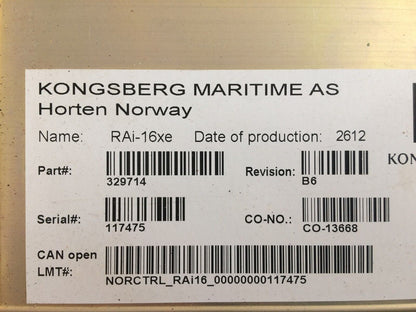 KONGSBERG MARITIME AS
Horten Norway
Name: RAi-16xe Date of production: 2612
Part#: 329714 Revision: B6
Serial#: 117475 CO-NO.: CO-13668
CAN open
LMT#: NORCTRL_RAi16_00000000117475